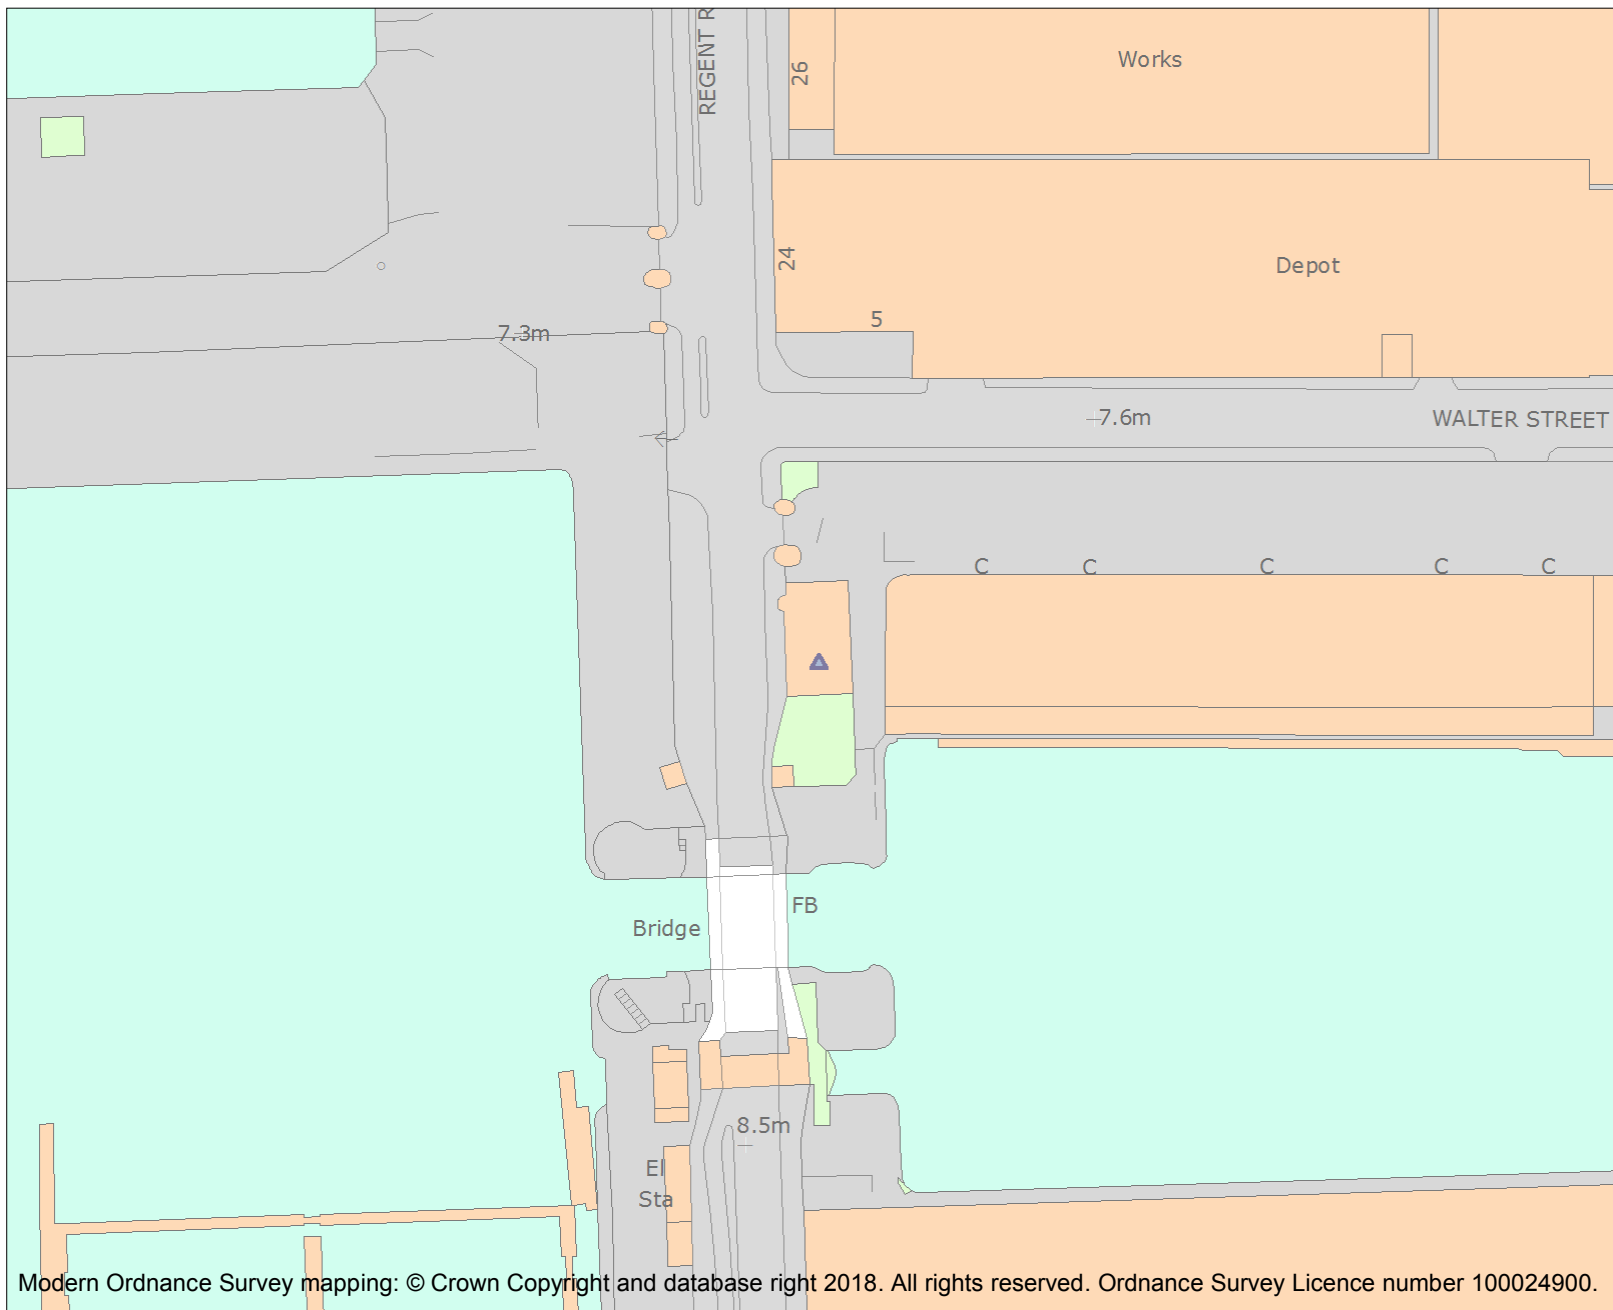 REGENT R
26
Works
24
Depot
5
7.3m
7.6m
WALTER STREET
C C C C C
FB
Bridge
8.5m
El
Sta
Modern Ordnance Survey mapping: © Crown Copyright and database right 2018. All rights reserved. Ordnance Survey Licence number 100024900.